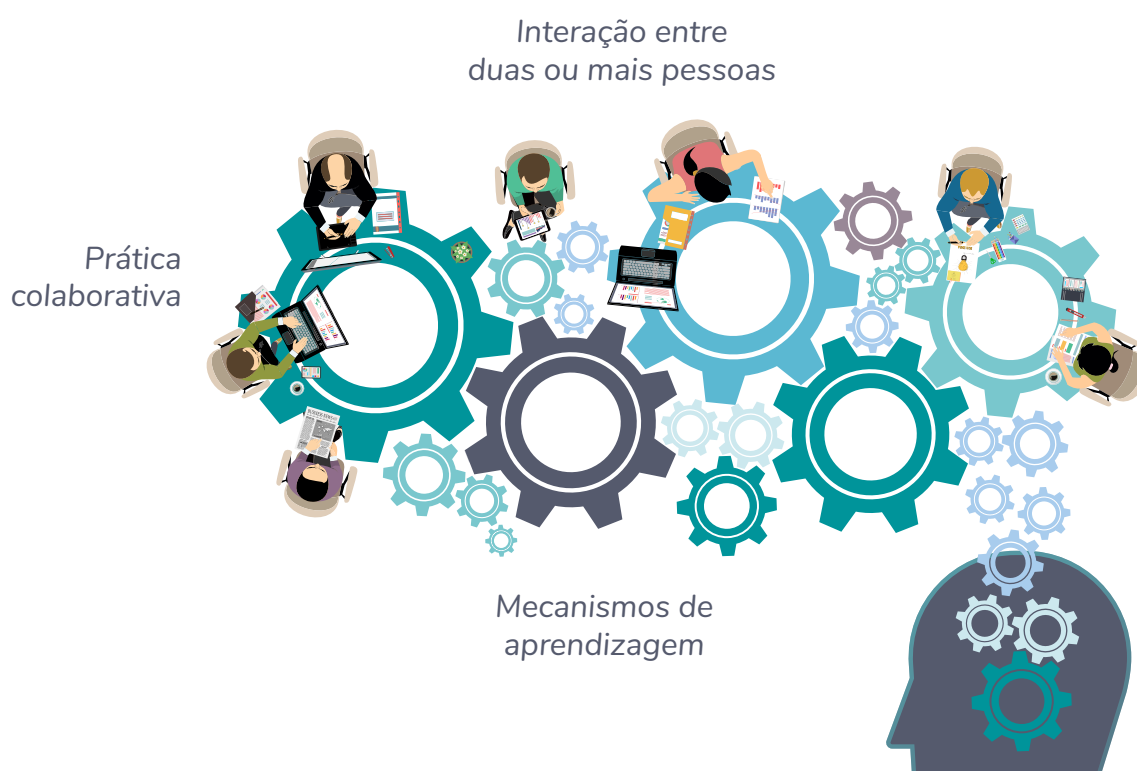 Interação entre
duas ou mais pessoas
Prática
colaborativa
Mecanismos de
aprendizagem